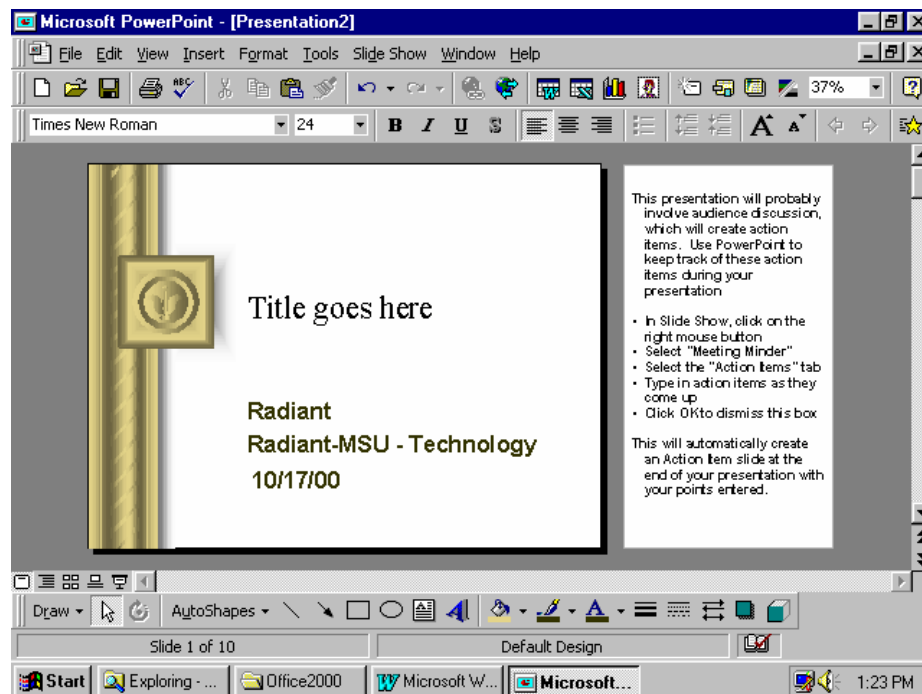 Microsoft PowerPoint - [Presentation2]
File Edit View Insert Format Tools Slide Show Window Help
ABC 37%
Times New Roman 24 B I U S A A
This presentation will probably
involve audience discussion,
which will create action
items. Use PowerPoint to
keep track of these action
items during your
presentation
• In Slide Show, click on the
right mouse button
• Select "Meeting Minder"
• Select the "Action Items" tab
• Type in action items as they
come up
• Click OK to dismiss this box
This will automatically create
an Action Item slide at the
end of your presentation with
your points entered.
Title goes here
Radiant
Radiant-MSU - Technology
10/17/00
Draw AutoShapes A A
Slide 1 of 10 Default Design
Start Exploring - ... Office2000 Microsoft W... Microsoft... 1:23 PM